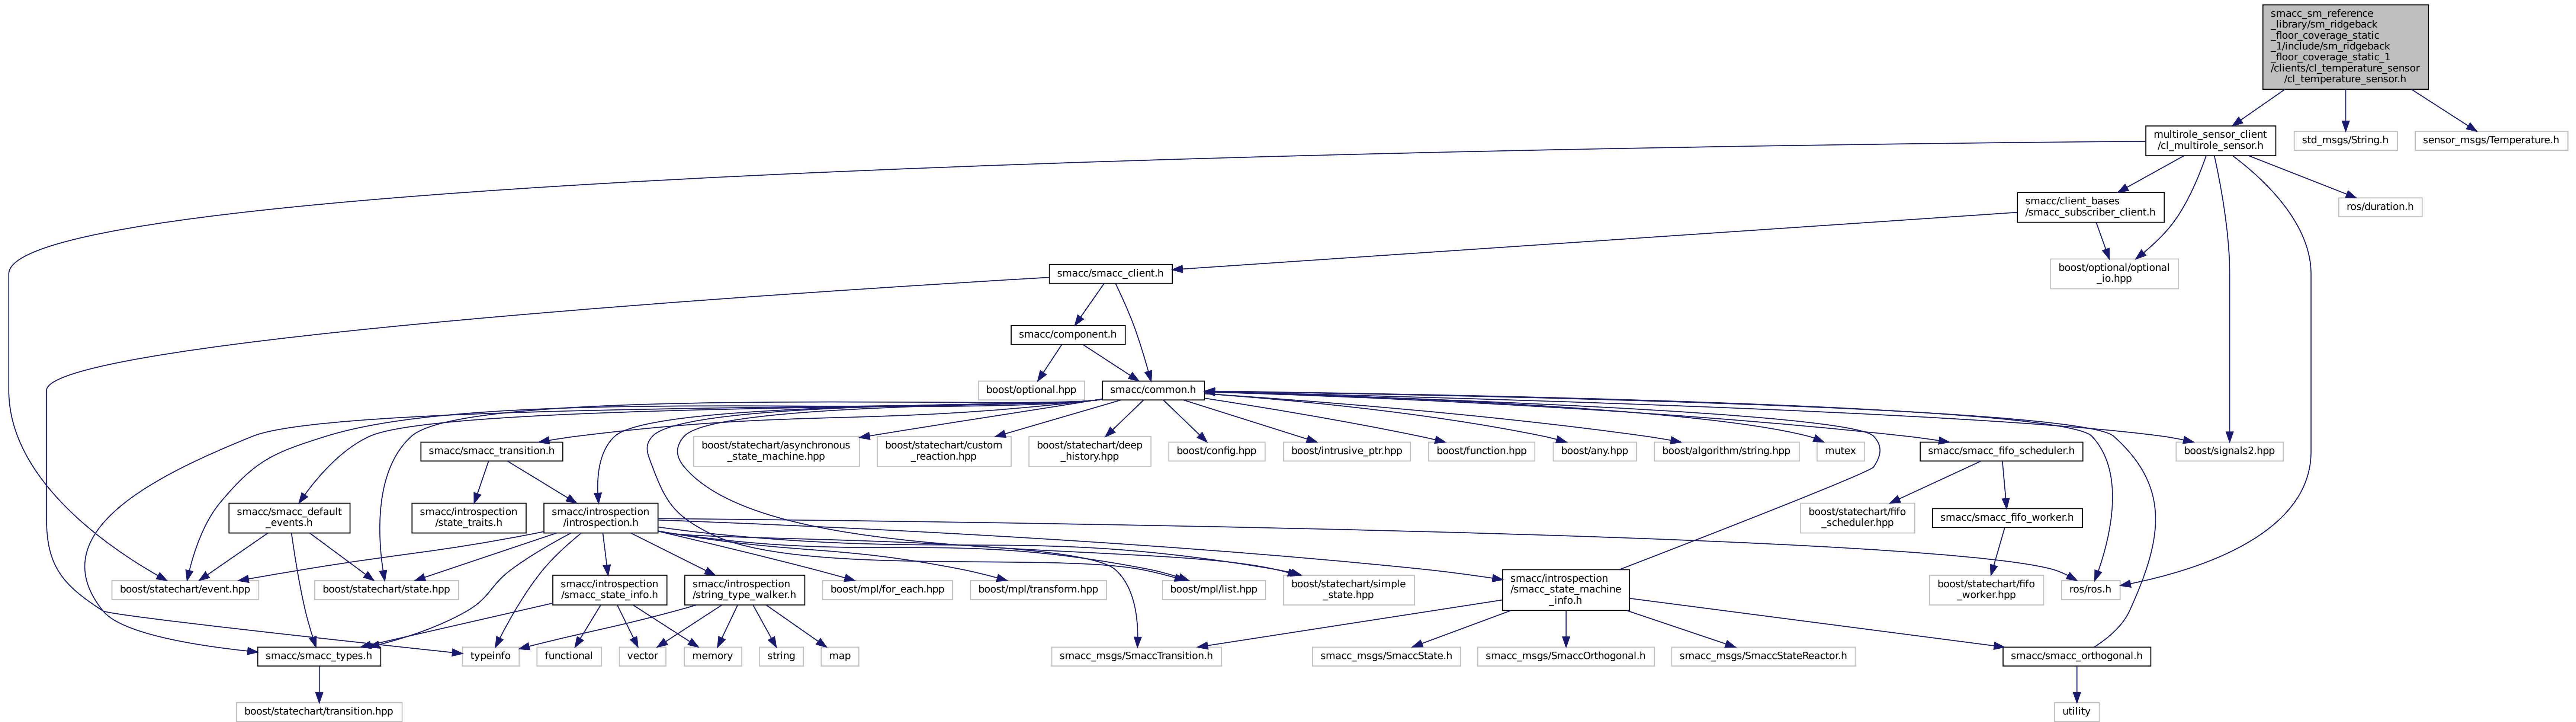 smacc_sm_reference
_library/sm_ridgeback
_floor_coverage_static
_1/include/sm_ridgeback
_floor_coverage_static_1
/clients/cl_temperature_sensor
/cl_temperature_sensor.h
multirole_sensor_client
/cl_multirole_sensor.h
std_msgs/String.h
sensor_msgs/Temperature.h
smacc/client_bases
/smacc_subscriber_client.h
ros/duration.h
smacc/smacc_client.h
boost/optional/optional
_io.hpp
smacc/component.h
boost/optional.hpp
smacc/common.h
smacc/smacc_transition.h
boost/statechart/asynchronous
_state_machine.hpp
boost/statechart/custom
_reaction.hpp
boost/statechart/deep
_history.hpp
boost/config.hpp
boost/intrusive_ptr.hpp
boost/function.hpp
boost/any.hpp
boost/algorithm/string.hpp
mutex
smacc/smacc_fifo_scheduler.h
boost/signals2.hpp
smacc/smacc_default
_events.h
smacc/introspection
/state_traits.h
smacc/introspection
/introspection.h
boost/statechart/fifo
_scheduler.hpp
smacc/smacc_fifo_worker.h
boost/statechart/event.hpp
boost/statechart/state.hpp
smacc/introspection
/smacc_state_info.h
smacc/introspection
/string_type_walker.h
boost/mpl/for_each.hpp
boost/mpl/transform.hpp
boost/mpl/list.hpp
boost/statechart/simple
_state.hpp
smacc/introspection
/smacc_state_machine
_info.h
boost/statechart/fifo
_worker.hpp
ros/ros.h
smacc/smacc_types.h
typeinfo
functional
vector
memory
string
map
smacc_msgs/SmaccTransition.h
smacc_msgs/SmaccState.h
smacc_msgs/SmaccOrthogonal.h
smacc_msgs/SmaccStateReactor.h
smacc/smacc_orthogonal.h
boost/statechart/transition.hpp
utility